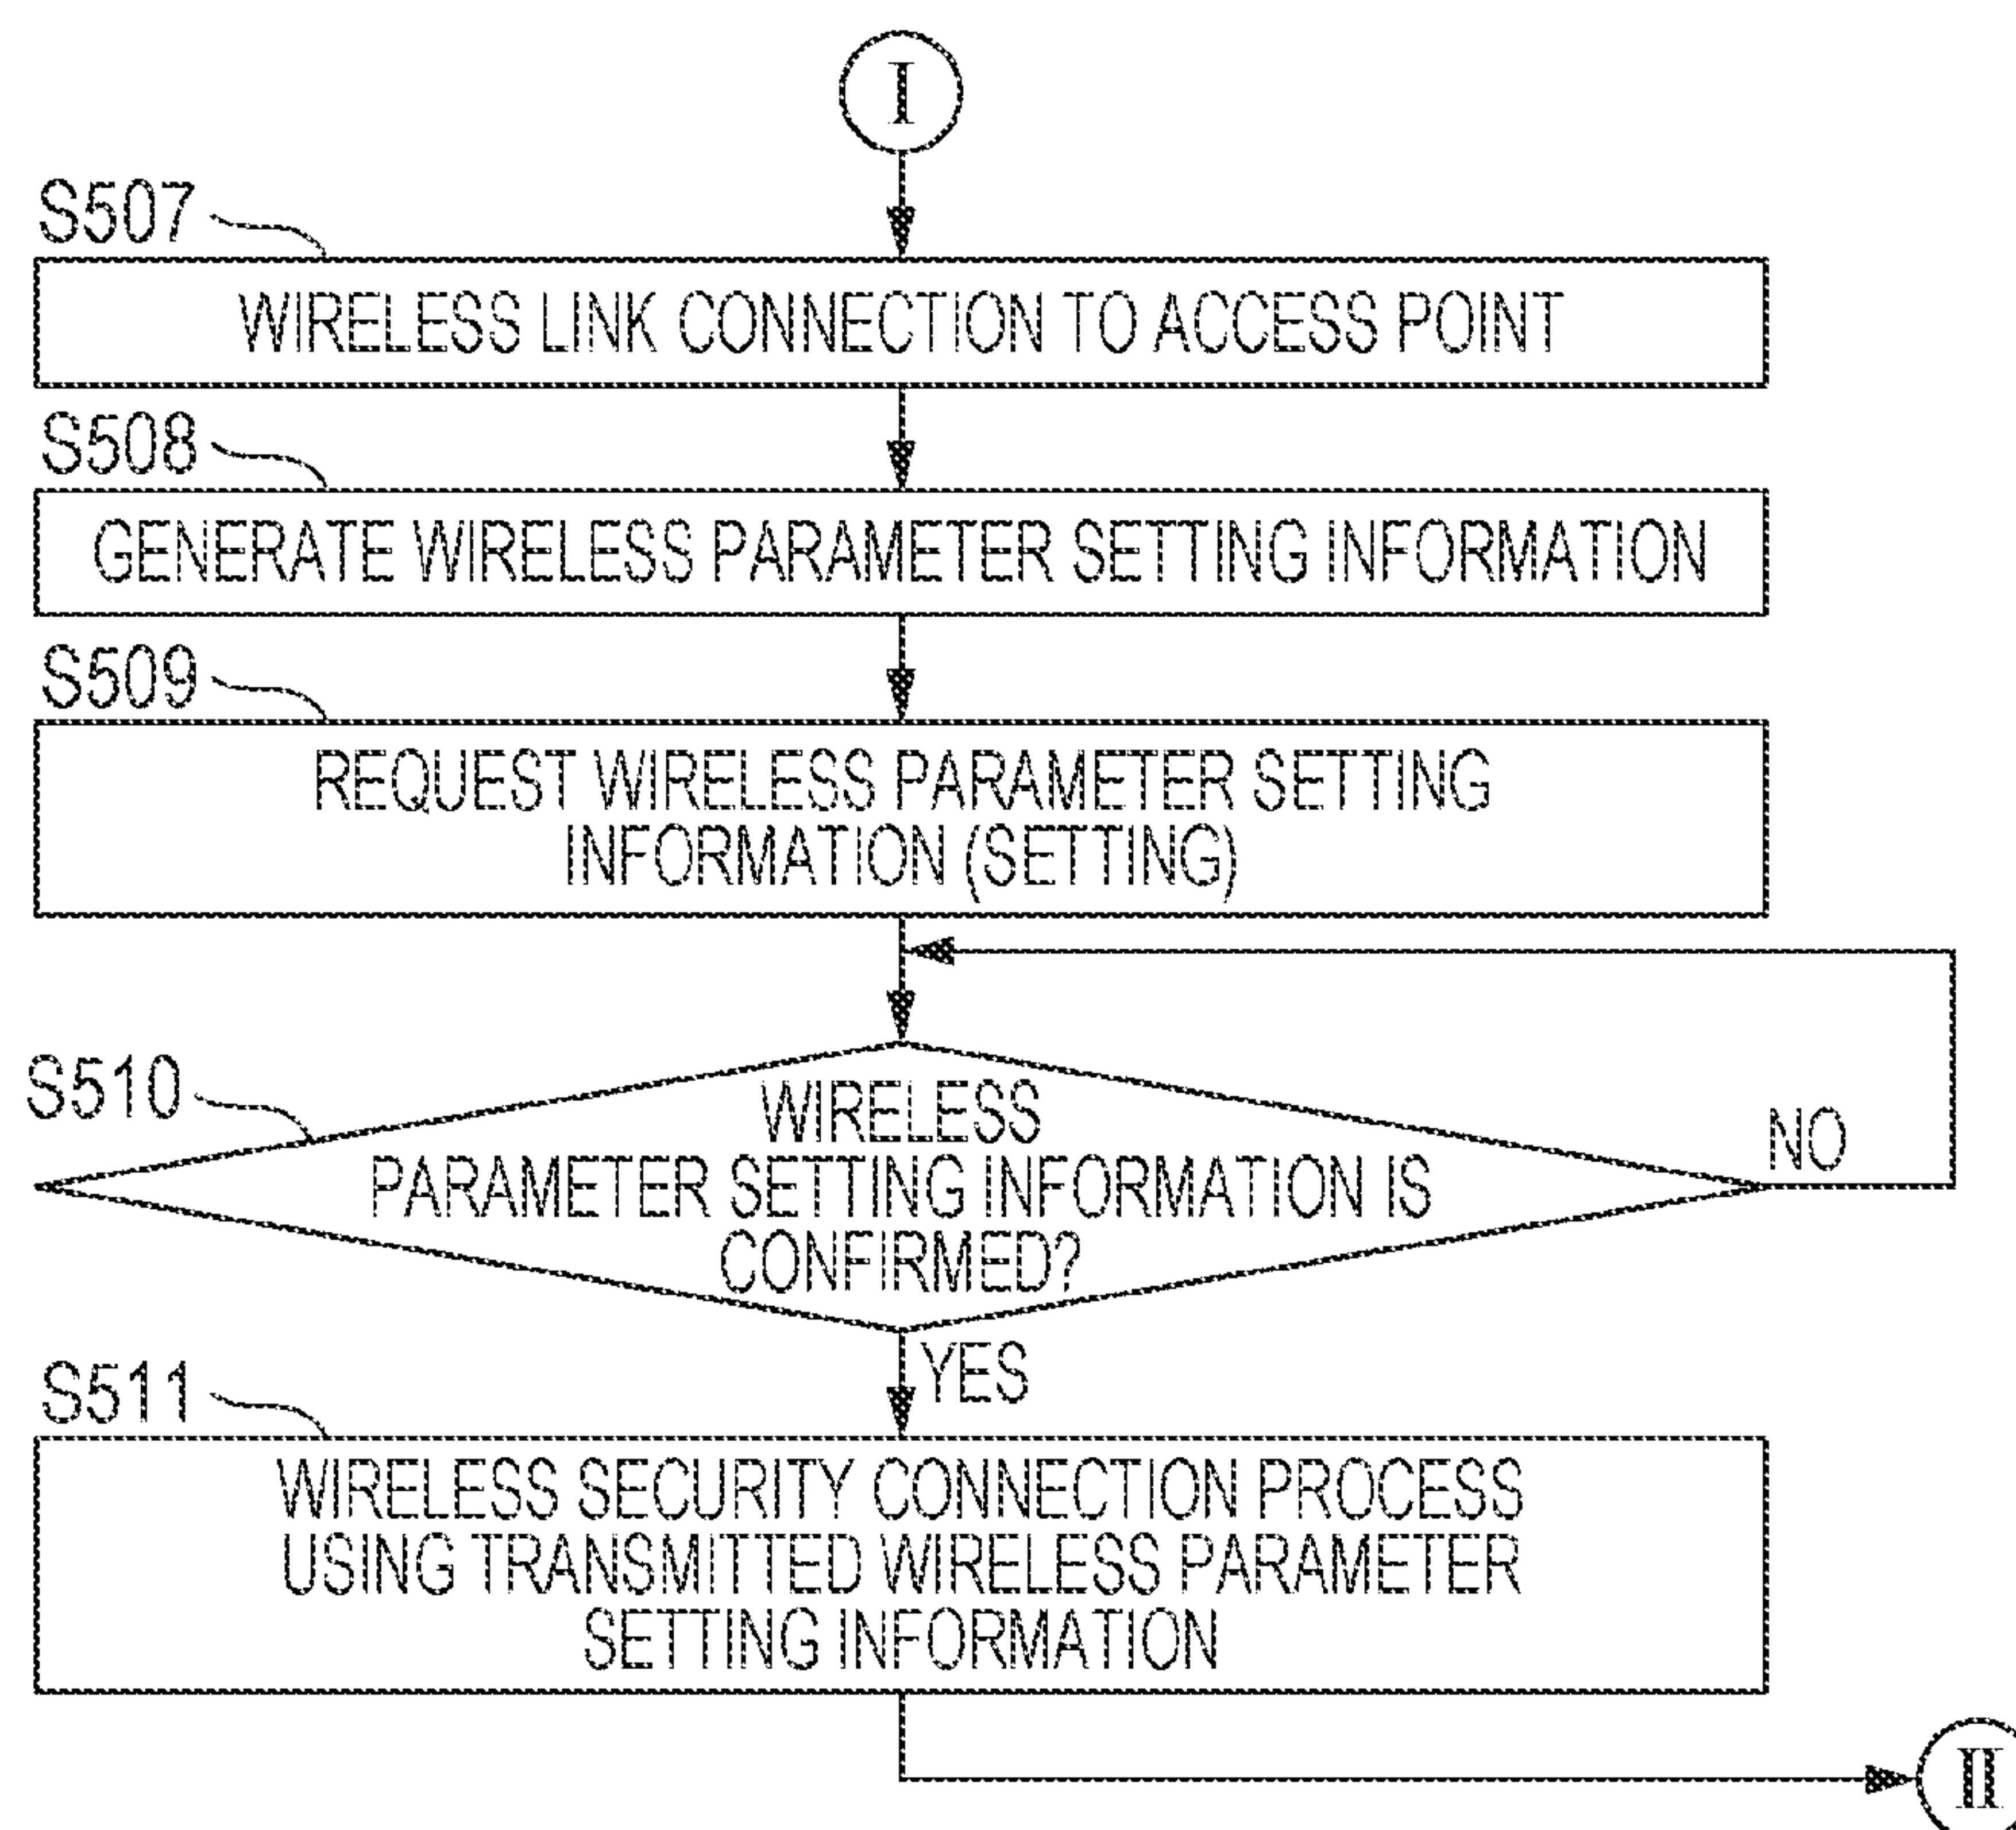 I
S507
WIRELESS LINK CONNECTION TO ACCESS POINT
S508
GENERATE WIRELESS PARAMETER SETTING INFORMATION
S509
REQUEST WIRELESS PARAMETER SETTING
INFORMATION (SETTING)
S510
WIRELESS
PARAMETER SETTING INFORMATION IS
CONFIRMED?
NO
YES
S511
WIRELESS SECURITY CONNECTION PROCESS
USING TRANSMITTED WIRELESS PARAMETER
SETTING INFORMATION
II